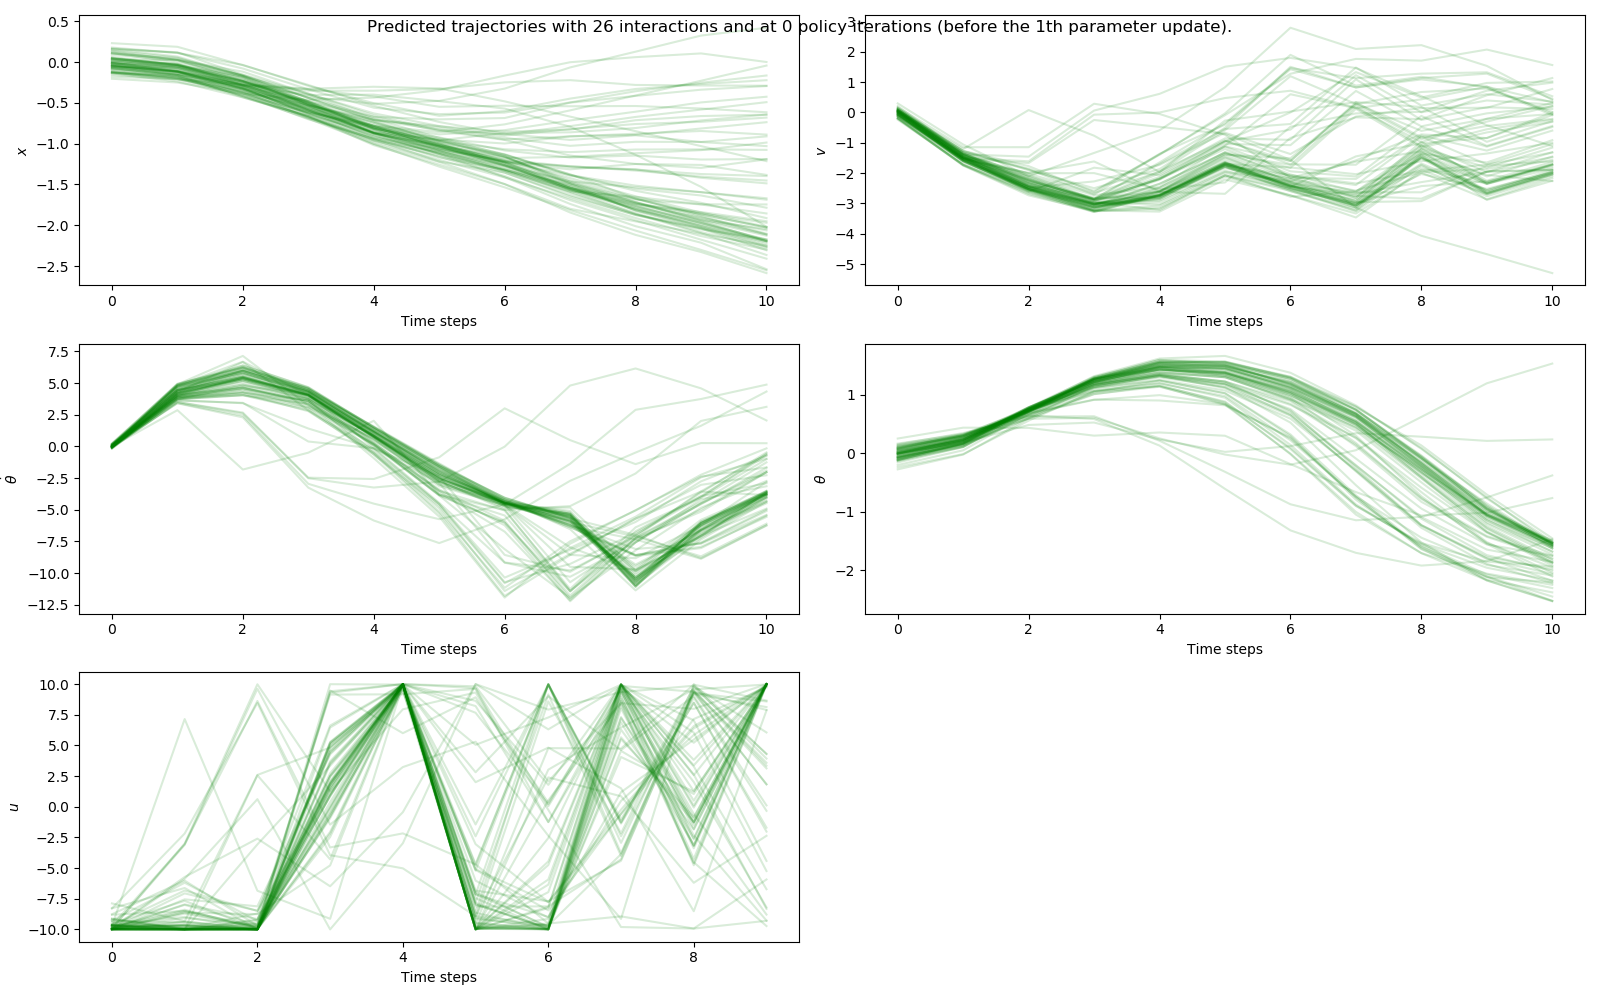 Predicted trajectories with 26 interactions and at 0 policy iterations (before the 1th parameter update).
0.5
0.0
−0.5
−1.0
−1.5
−2.0
−2.5
x
0 2 4 6 8 10
Time steps
3
2
1
0
−1
−2
−3
−4
−5
v
0 2 4 6 8 10
Time steps
7.5
5.0
2.5
0.0
−2.5
−5.0
−7.5
−10.0
−12.5
θ̇
0 2 4 6 8 10
Time steps
1
0
−1
−2
θ
0 2 4 6 8 10
Time steps
10.0
7.5
5.0
2.5
0.0
−2.5
−5.0
−7.5
−10.0
u
0 2 4 6 8
Time steps